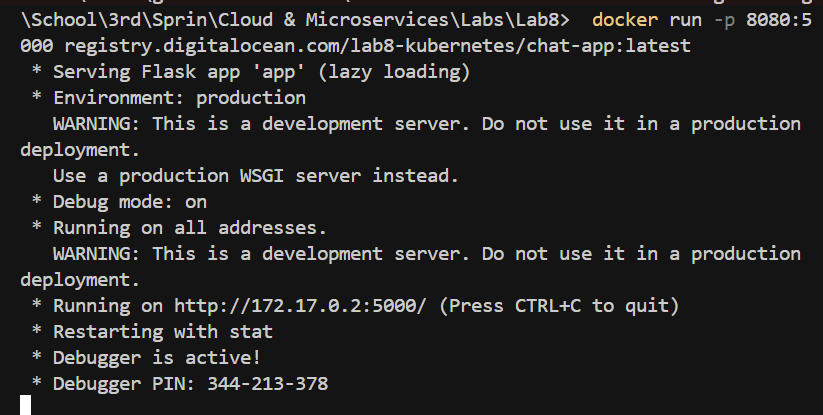 \School\3rd\Sprin\Cloud & Microservices\Labs\Lab8> docker run -p 8080:5
000 registry.digitalocean.com/lab8-kubernetes/chat-app:latest
 * Serving Flask app 'app' (lazy loading)
 * Environment: production
   WARNING: This is a development server. Do not use it in a production
deployment.
   Use a production WSGI server instead.
 * Debug mode: on
 * Running on all addresses.
   WARNING: This is a development server. Do not use it in a production
deployment.
 * Running on http://172.17.0.2:5000/ (Press CTRL+C to quit)
 * Restarting with stat
 * Debugger is active!
 * Debugger PIN: 344-213-378